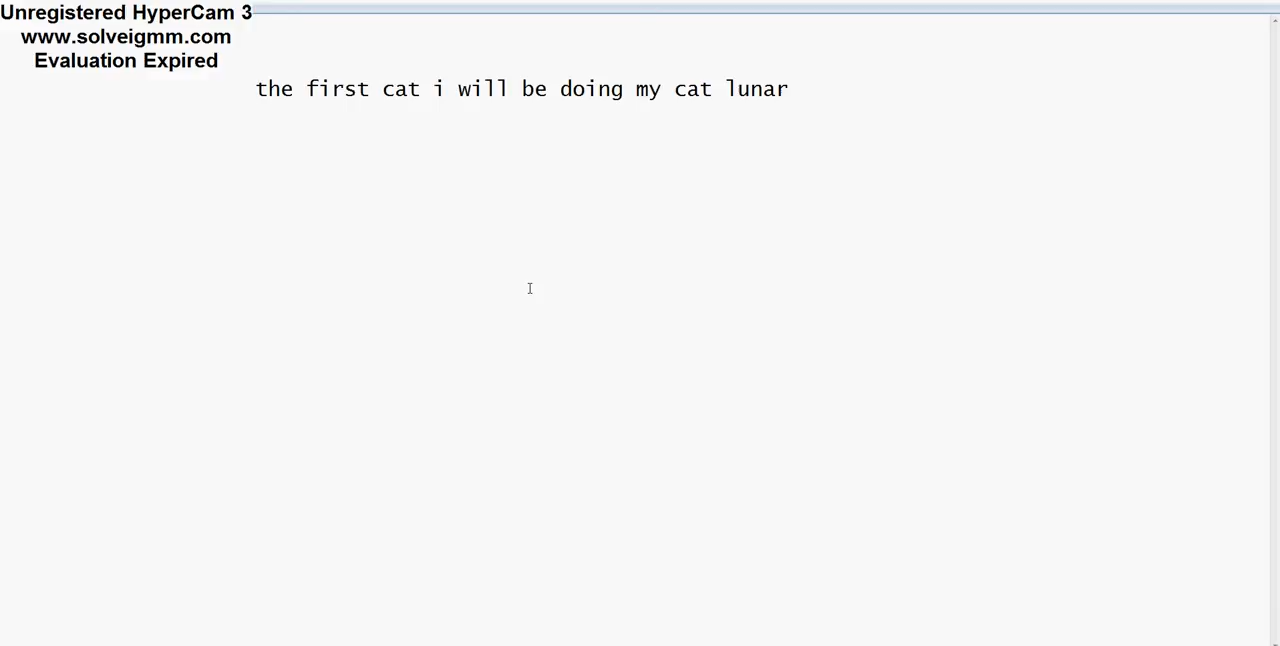 Unregistered HyperCam 3
www.solveigmm.com
Evaluation Expired
the first cat i will be doing my cat lunar